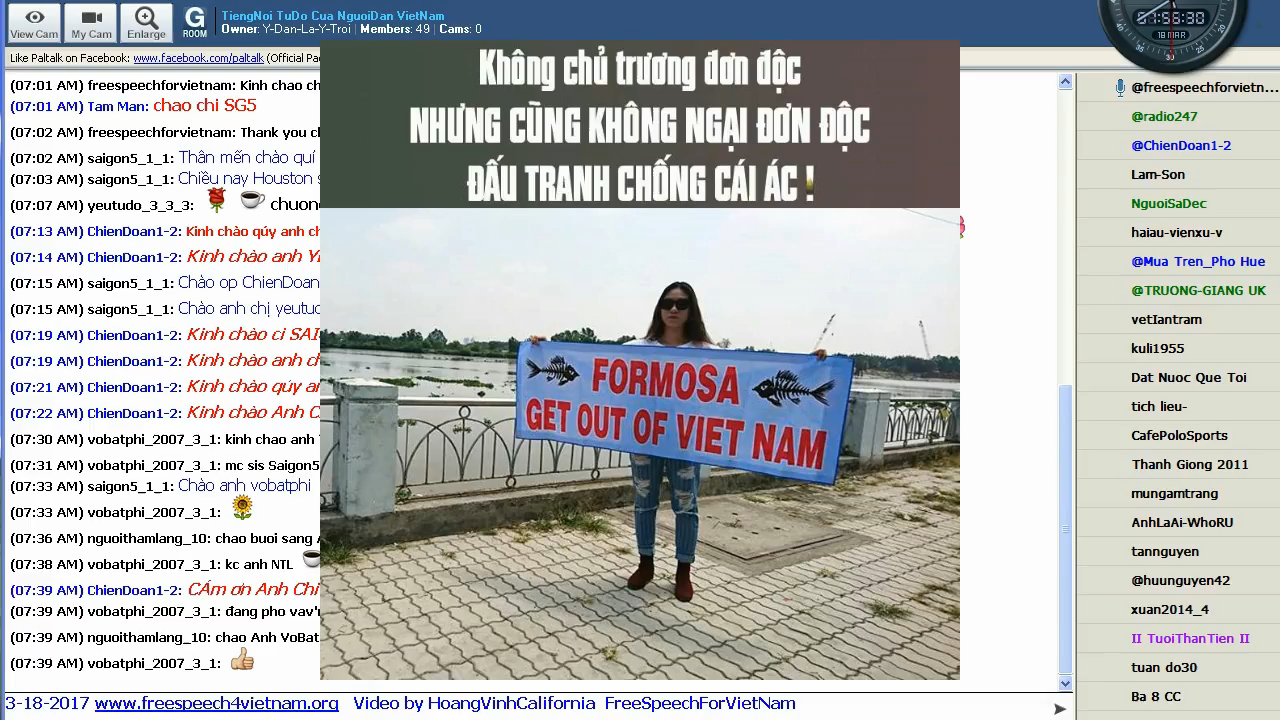 View Cam
My Cam
Enlarge
G
ROOM
TiengNoi TuDo Cua NguoiDan VietNam
Owner: Y-Dan-La-Y-Troi | Members: 49 | Cams: 0
Like Paltalk on Facebook: www.facebook.com/paltalk (Official
18 MAR
30
Không chủ trương đơn độc
NHƯNG CŨNG KHÔNG NGẠI ĐƠN ĐỘC
ĐẤU TRANH CHỐNG CÁI ÁC !
FORMOSA
GET OUT OF VIET NAM
(07:01 AM) freespeechforvietnam: Kinh chao
(07:01 AM) Tam Man: chao chi SG5
(07:02 AM) freespeechforvietnam: Thank you
(07:02 AM) saigon5_1_1: Thân mến chào quí
(07:03 AM) saigon5_1_1: Chiều nay Houston
(07:07 AM) yeutudo_3_3_3:
(07:13 AM) ChienDoan1-2: Kinh chào qúy anh
(07:14 AM) ChienDoan1-2: Kinh chào anh
(07:15 AM) saigon5_1_1: Chào op ChienDoan
(07:15 AM) saigon5_1_1: Chào anh chị
(07:19 AM) ChienDoan1-2: Kinh chào ci
(07:19 AM) ChienDoan1-2: Kinh chào anh
(07:21 AM) ChienDoan1-2: Kinh chào qúy
(07:22 AM) ChienDoan1-2: Kinh chào Anh
(07:30 AM) vobatphi_2007_3_1: kinh chao anh
(07:31 AM) vobatphi_2007_3_1: mc sis Saigon5
(07:33 AM) saigon5_1_1: Chào anh vobatphi
(07:33 AM) vobatphi_2007_3_1:
(07:36 AM) nguoithamlang_10: chao buoi sang
(07:38 AM) vobatphi_2007_3_1: kc anh NTL
(07:39 AM) ChienDoan1-2: CÁm ơn Anh Chi
(07:39 AM) vobatphi_2007_3_1: đang pho
(07:39 AM) nguoithamlang_10: chao Anh
(07:39 AM) vobatphi_2007_3_1:
@freespeechforvietn...
@radio247
@ChienDoan1-2
Lam-Son
NguoiSaDec
haiau-vienxu-v
@Mua Tren_Pho Hue
@TRUONG-GIANG UK
vetIantram
kuli1955
Dat Nuoc Que Toi
tich lieu-
CafePoloSports
Thanh Giong 2011
mungamtrang
AnhLaAi-WhoRU
tannguyen
@huunguyen42
xuan2014_4
II TuoiThanTien II
tuan do30
Ba 8 CC
3-18-2017 www.freespeech4vietnam.org Video by HoangVinhCalifornia FreeSpeechForVietNam